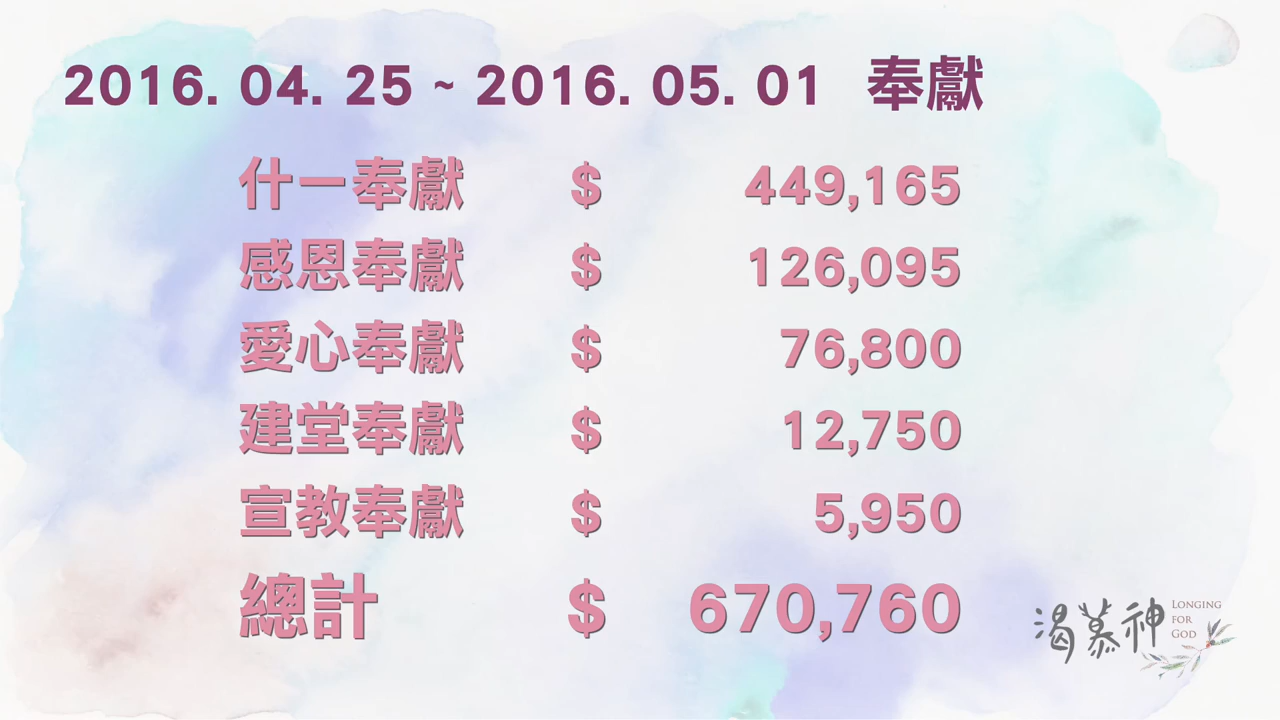 2016. 04. 25 ~ 2016. 05. 01 奉獻
什一奉獻 $ 449,165
感恩奉獻 $ 126,095
愛心奉獻 $ 76,800
建堂奉獻 $ 12,750
宣教奉獻 $ 5,950
總計 $ 670,760
渴慕神
LONGING
FOR
GOD